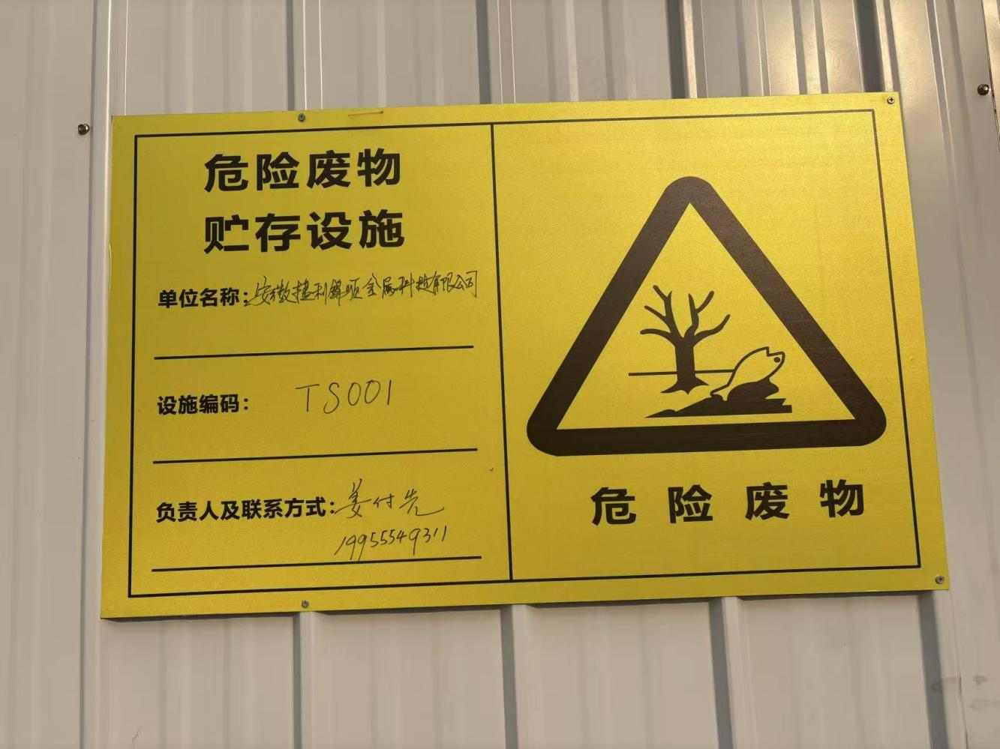 危险废物
贮存设施
单位名称：安徽捷利锋顺金属科技有限公司
设施编码：TS001
负责人及联系方式：姜付先
19955549311
危险废物